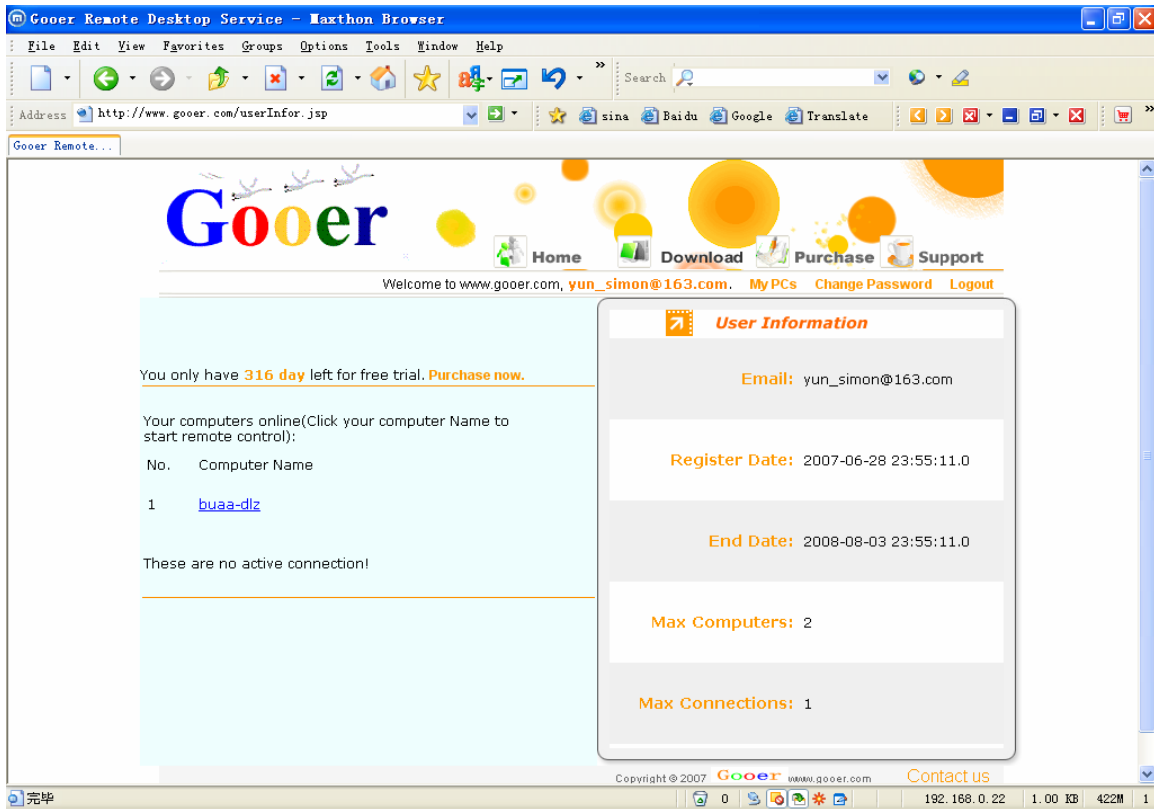 Gooer Remote Desktop Service - Maxthon Browser
File Edit View Favorites Groups Options Tools Window Help
Search
Address http://www.gooer.com/userInfor.jsp sina Baidu Google Translate
Gooer Remote...
Gooer
Home Download Purchase Support
Welcome to www.gooer.com, yun_simon@163.com. My PCs Change Password Logout
You only have 316 day left for free trial. Purchase now.
Your computers online(Click your computer Name to
start remote control):
No. Computer Name
1 buaa-dlz
These are no active connection!
User Information
Email: yun_simon@163.com
Register Date: 2007-06-28 23:55:11.0
End Date: 2008-08-03 23:55:11.0
Max Computers: 2
Max Connections: 1
Copyright @ 2007 Gooer www.gooer.com Contact us
完毕 0 192.168.0.22 1.00 KB 422M 1